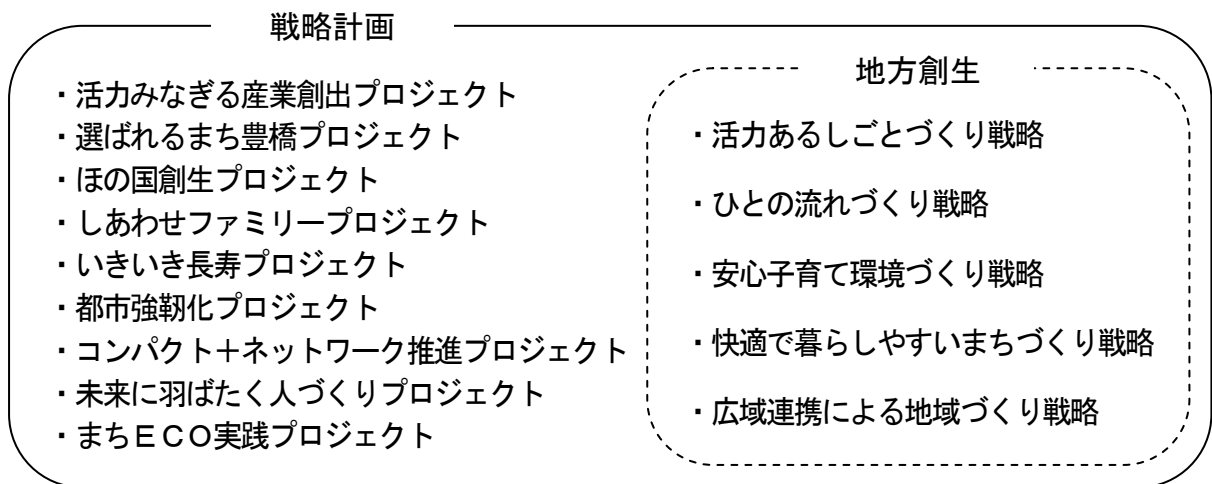 戦略計画
・活力みなぎる産業創出プロジェクト
・選ばれるまち豊橋プロジェクト
・ほの国創生プロジェクト
・しあわせファミリープロジェクト
・いきいき長寿プロジェクト
・都市強靱化プロジェクト
・コンパクト＋ネットワーク推進プロジェクト
・未来に羽ばたく人づくりプロジェクト
・まちＥＣＯ実践プロジェクト
地方創生
・活力あるしごとづくり戦略
・ひとの流れづくり戦略
・安心子育て環境づくり戦略
・快適で暮らしやすいまちづくり戦略
・広域連携による地域づくり戦略